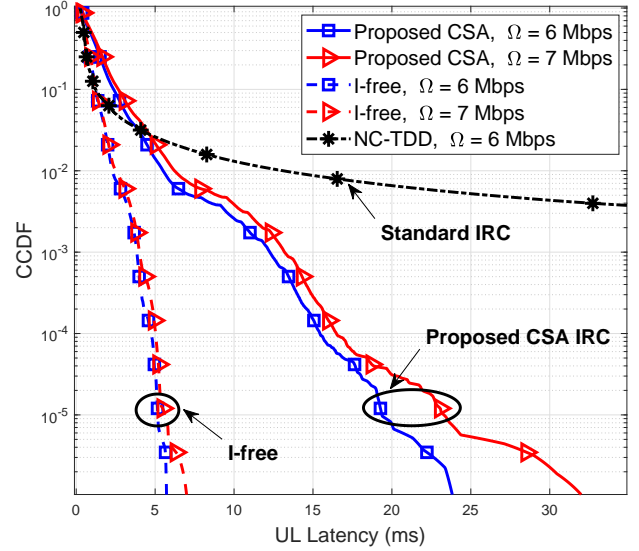 Proposed CSA, Ω = 6 Mbps
Proposed CSA, Ω = 7 Mbps
I-free, Ω = 6 Mbps
I-free, Ω = 7 Mbps
NC-TDD, Ω = 6 Mbps
Standard IRC
Proposed CSA IRC
I-free
CCDF
10^0
10^-1
10^-2
10^-3
10^-4
10^-5
0 5 10 15 20 25 30
UL Latency (ms)